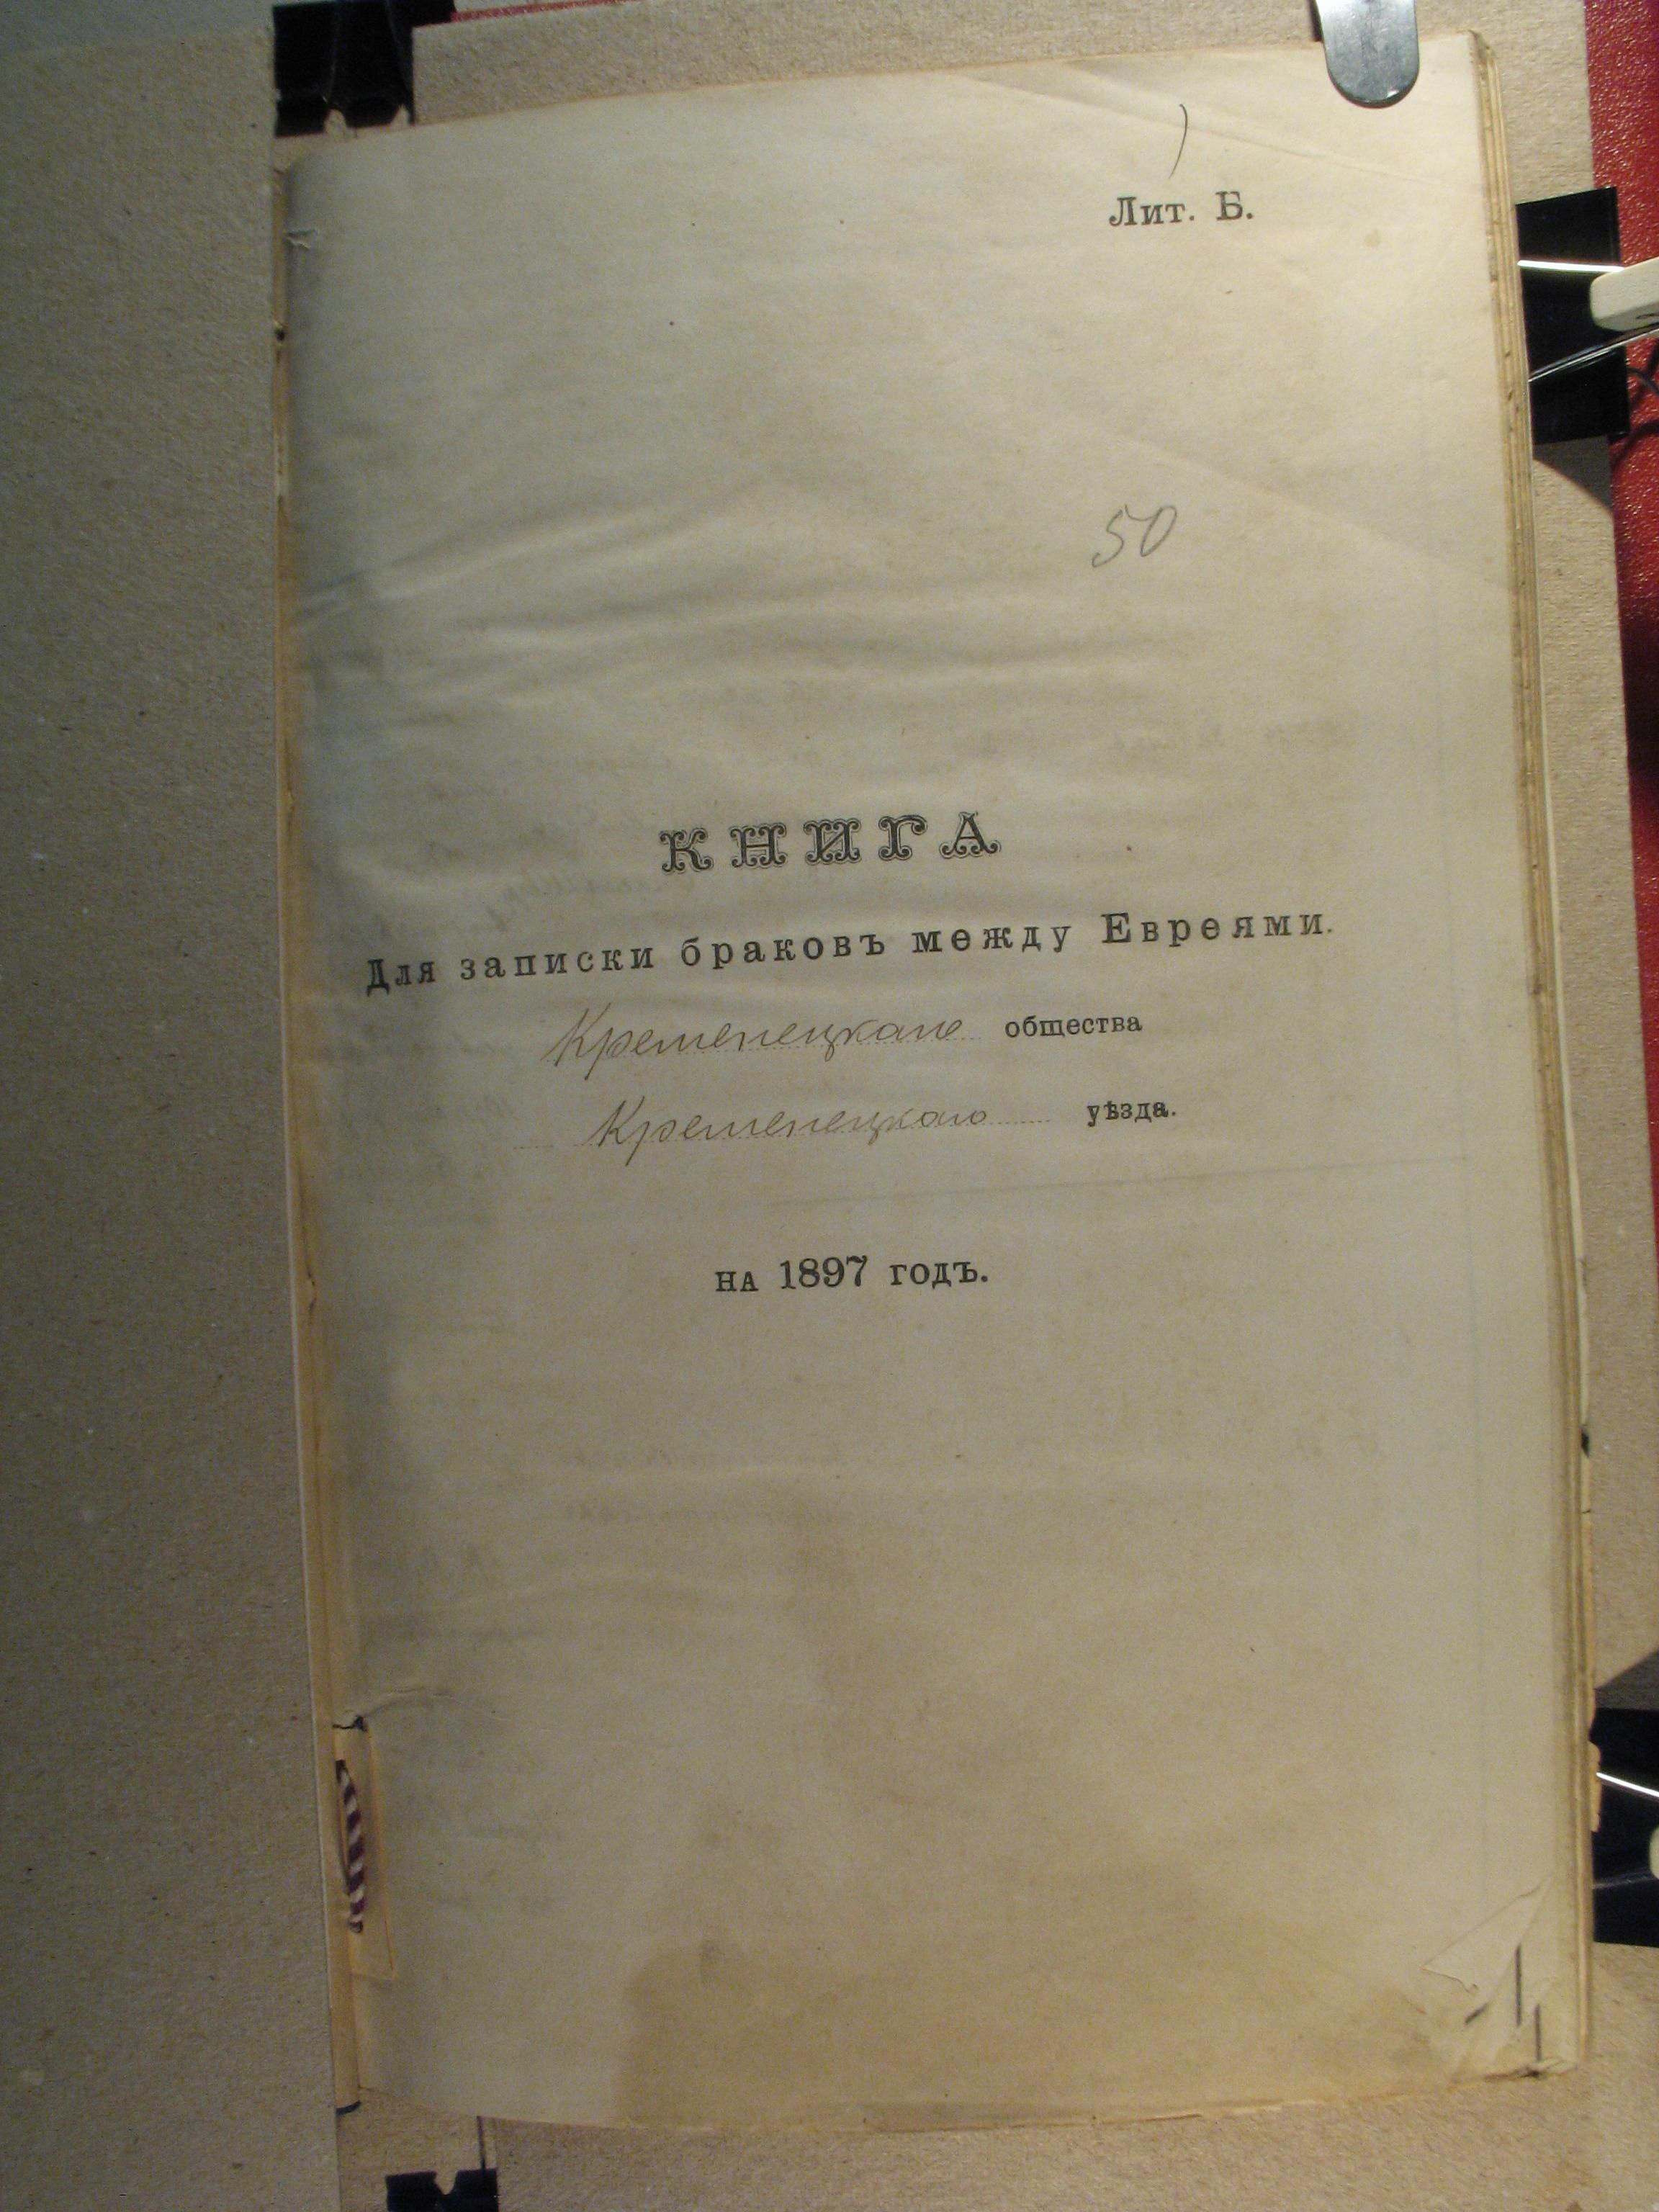 Лит. Б.
50
КНИГА
Для записки браковъ между Евреями.
Кременецкаго общества
Кременецкаго уѣзда.
на 1897 годъ.